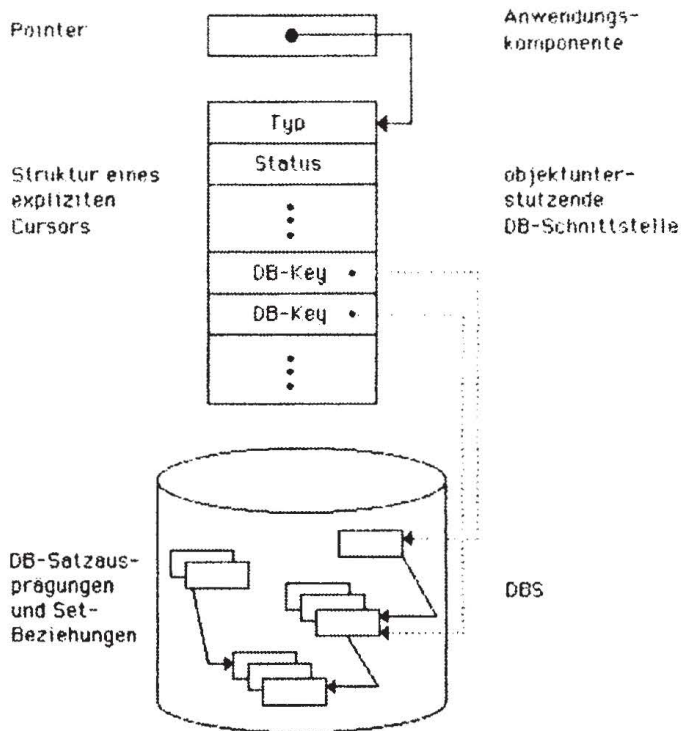 Pointer
Anwendungs-
komponente
Typ
Status
Struktur eines
expliziten
Cursors
objektunter-
stutzende
DB-Schnittstelle
DB-Key
DB-Key
DB-Satzaus-
prägungen
und Set-
Beziehungen
DBS